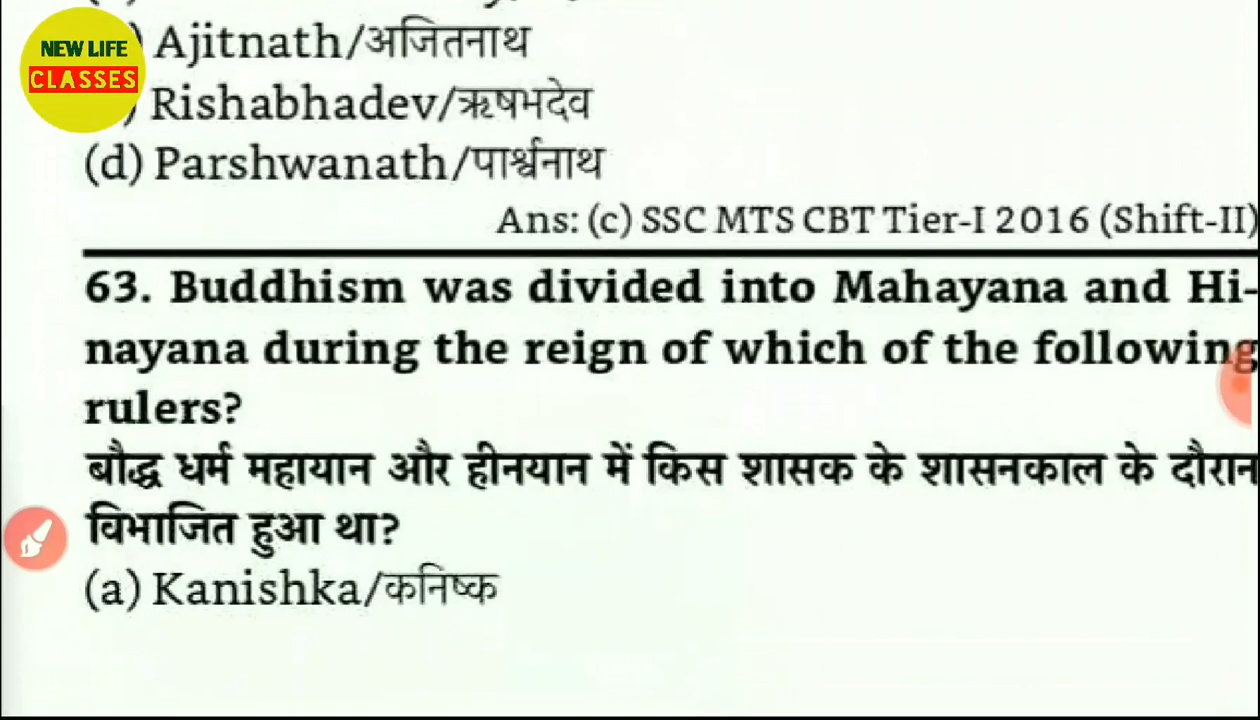 NEW LIFE
CLASSES
) Ajitnath/अजितनाथ
) Rishabhadev/ऋषभदेव
(d) Parshwanath/पार्श्वनाथ
Ans: (c) SSC MTS CBT Tier-I 2016 (Shift-II)
63. Buddhism was divided into Mahayana and Hi-
nayana during the reign of which of the following
rulers?
बौद्ध धर्म महायान और हीनयान में किस शासक के शासनकाल के दौरान
विभाजित हुआ था?
(a) Kanishka/कनिष्क